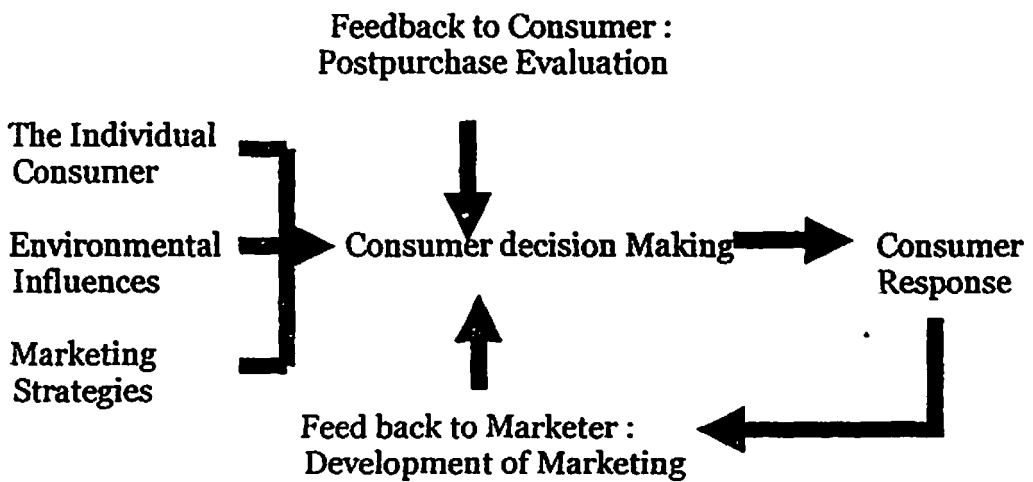 Feedback to Consumer :
Postpurchase Evaluation
The Individual
Consumer
Environmental
Influences
Marketing
Strategies
Consumer decision Making
Consumer
Response
Feed back to Marketer :
Development of Marketing